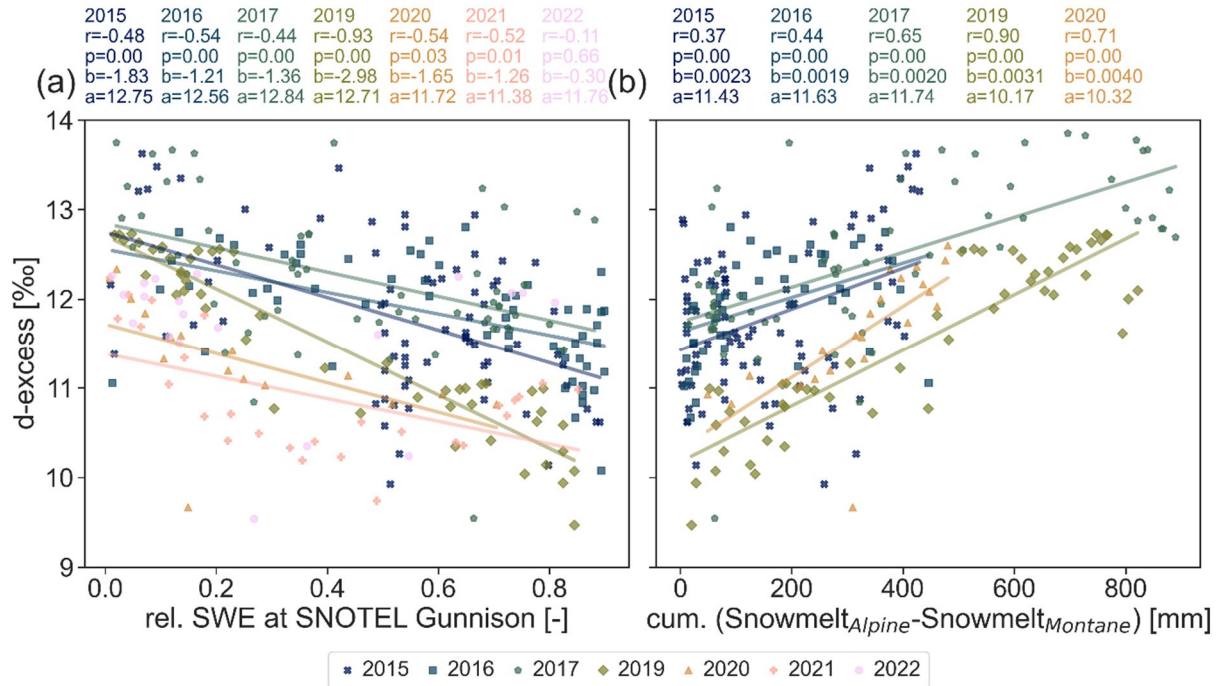 2015 2016 2017 2019 2020 2021 2022
r=-0.48 r=-0.54 r=-0.44 r=-0.93 r=-0.54 r=-0.52 r=-0.11
p=0.00 p=0.00 p=0.00 p=0.00 p=0.03 p=0.01 p=0.66
b=-1.83 b=-1.21 b=-1.36 b=-2.98 b=-1.65 b=-1.26 b=-0.30
a=12.75 a=12.56 a=12.84 a=12.71 a=11.72 a=11.38 a=11.76
(a)
14
13
12
11
10
9
d-excess [‰]
0.0 0.2 0.4 0.6 0.8
rel. SWE at SNOTEL Gunnison [-]
2015 2016 2017 2019 2020
r=0.37 r=0.44 r=0.65 r=0.90 r=0.71
p=0.00 p=0.00 p=0.00 p=0.00 p=0.00
b=0.0023 b=0.0019 b=0.0020 b=0.0031 b=0.0040
a=11.43 a=11.63 a=11.74 a=10.17 a=10.32
(b)
0 200 400 600 800
cum. (Snowmelt_Alpine-Snowmelt_Montane) [mm]
2015 2016 2017 2019 2020 2021 2022